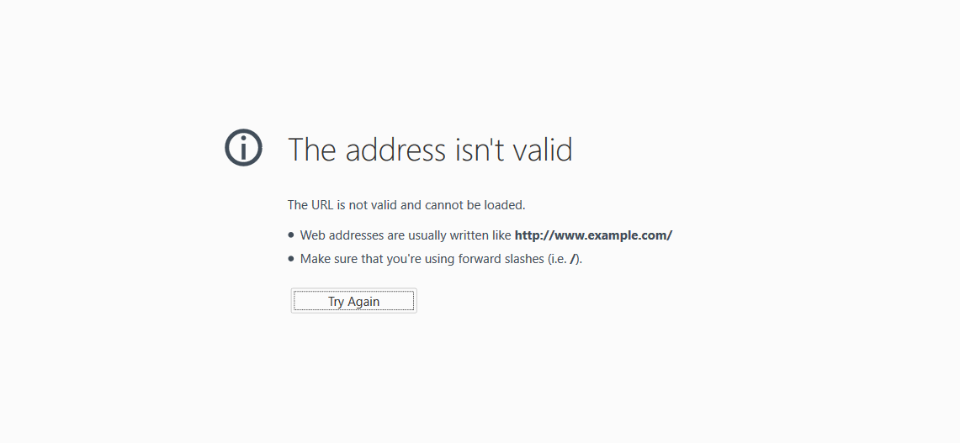 The address isn't valid
The URL is not valid and cannot be loaded.
• Web addresses are usually written like http://www.example.com/
• Make sure that you're using forward slashes (i.e. /).
Try Again